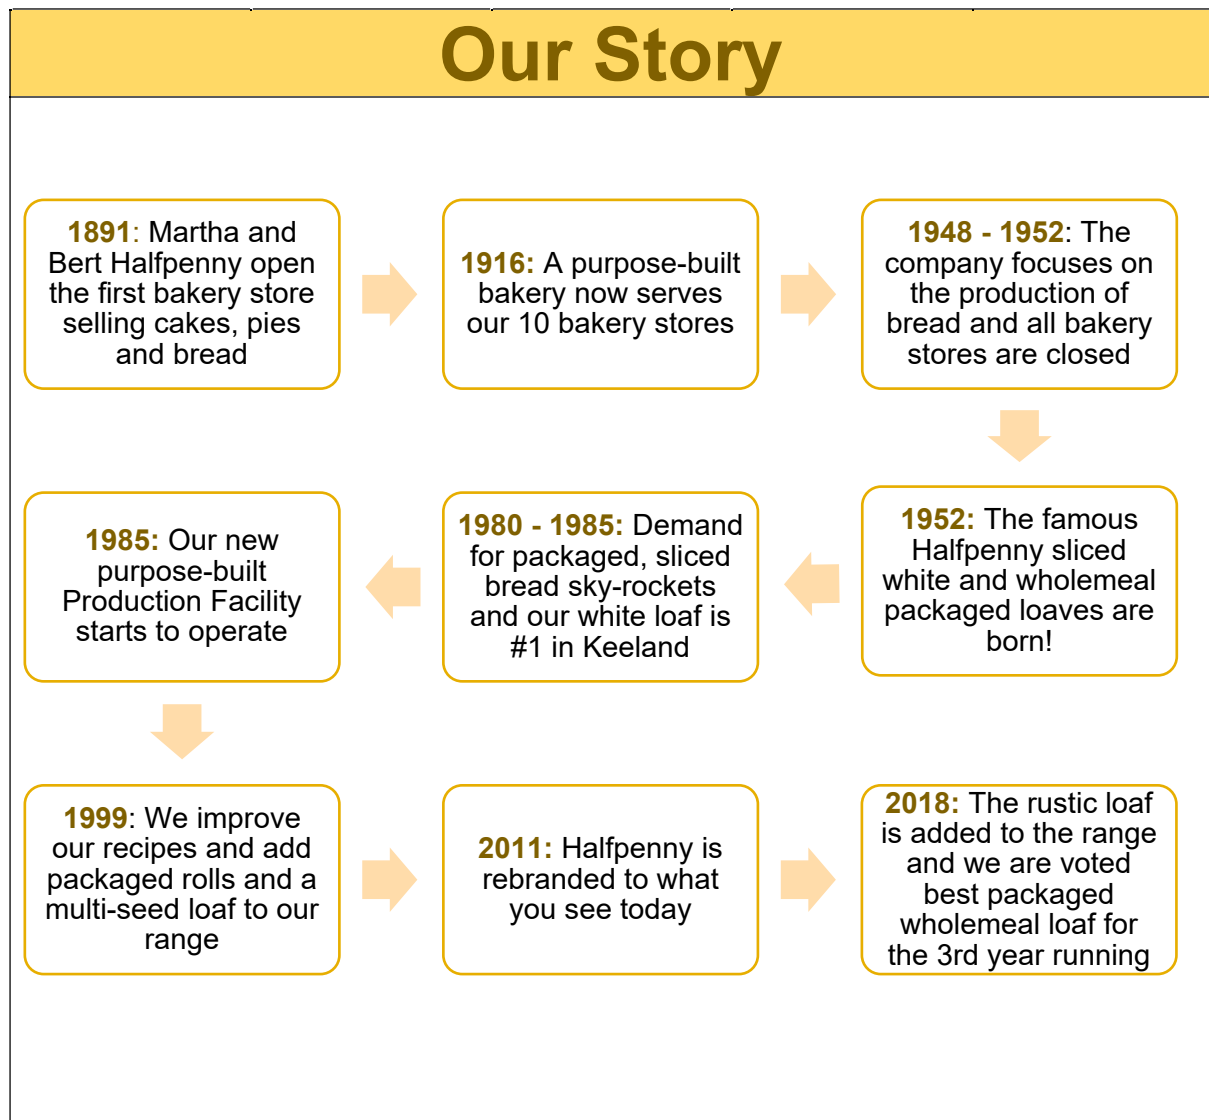 Our Story
1891: Martha and
Bert Halfpenny open
the first bakery store
selling cakes, pies
and bread
1916: A purpose-built
bakery now serves
our 10 bakery stores
1948 - 1952: The
company focuses on
the production of
bread and all bakery
stores are closed
1952: The famous
Halfpenny sliced
white and wholemeal
packaged loaves are
born!
1980 - 1985: Demand
for packaged, sliced
bread sky-rockets
and our white loaf is
#1 in Keeland
1985: Our new
purpose-built
Production Facility
starts to operate
1999: We improve
our recipes and add
packaged rolls and a
multi-seed loaf to our
range
2011: Halfpenny is
rebranded to what
you see today
2018: The rustic loaf
is added to the range
and we are voted
best packaged
wholemeal loaf for
the 3rd year running